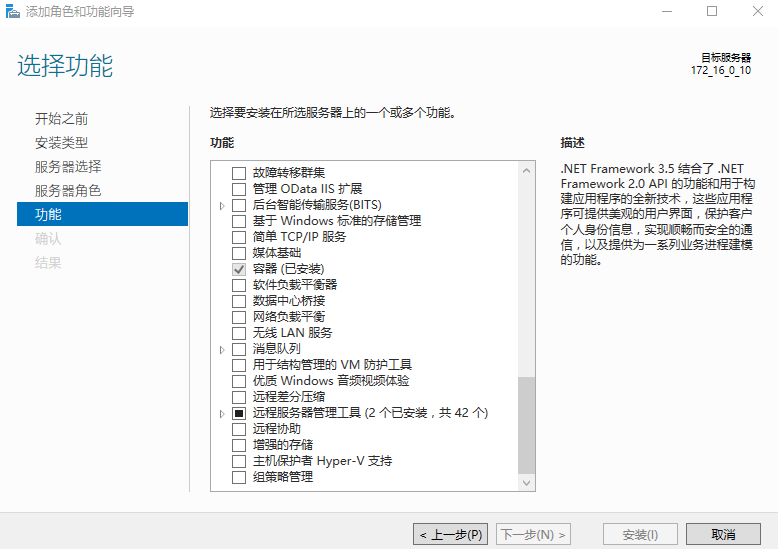 添加角色和功能向导
选择功能
目标服务器
172_16_0_10
开始之前
安装类型
服务器选择
服务器角色
功能
确认
结果
选择要安装在所选服务器上的一个或多个功能。
功能
故障转移群集
管理 OData IIS 扩展
后台智能传输服务(BITS)
基于 Windows 标准的存储管理
简单 TCP/IP 服务
媒体基础
容器 (已安装)
软件负载平衡器
数据中心桥接
网络负载平衡
无线 LAN 服务
消息队列
用于结构管理的 VM 防护工具
优质 Windows 音频视频体验
远程差分压缩
远程服务器管理工具 (2 个已安装，共 42 个)
远程协助
增强的存储
主机保护者 Hyper-V 支持
组策略管理
描述
.NET Framework 3.5 结合了 .NET
Framework 2.0 API 的功能和用于构
建应用程序的全新技术，这些应用程
序可提供美观的用户界面，保护客户
个人身份信息，实现顺畅而安全的通
信，以及提供为一系列业务进程建模
的功能。
< 上一步(P)
下一步(N) >
安装(I)
取消